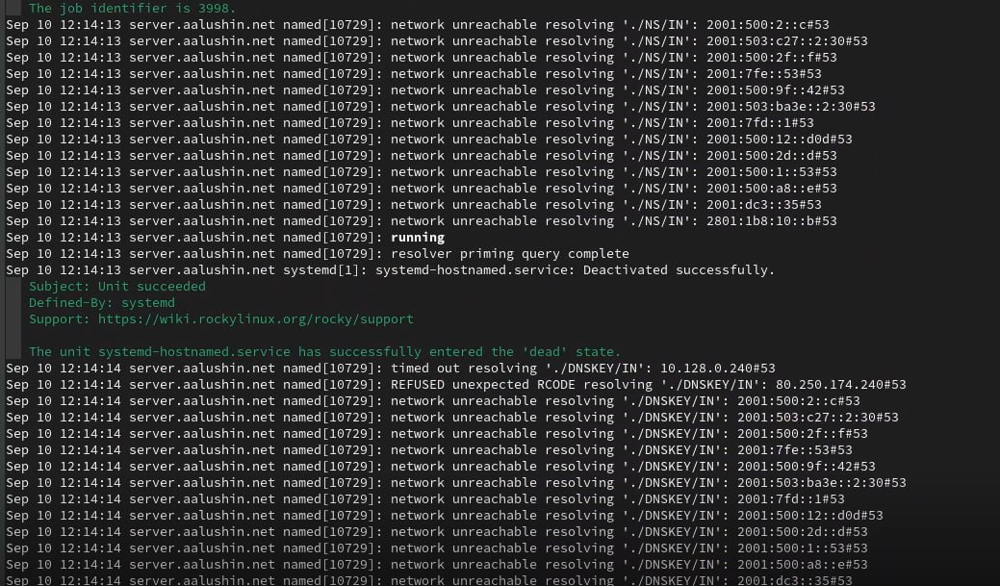 The job identifier is 3998.
Sep 10 12:14:13 server.aalushin.net named[10729]: network unreachable resolving './NS/IN': 2001:500:2::c#53
Sep 10 12:14:13 server.aalushin.net named[10729]: network unreachable resolving './NS/IN': 2001:503:c27::2:30#53
Sep 10 12:14:13 server.aalushin.net named[10729]: network unreachable resolving './NS/IN': 2001:500:2f::f#53
Sep 10 12:14:13 server.aalushin.net named[10729]: network unreachable resolving './NS/IN': 2001:7fe::53#53
Sep 10 12:14:13 server.aalushin.net named[10729]: network unreachable resolving './NS/IN': 2001:500:9f::42#53
Sep 10 12:14:13 server.aalushin.net named[10729]: network unreachable resolving './NS/IN': 2001:503:ba3e::2:30#53
Sep 10 12:14:13 server.aalushin.net named[10729]: network unreachable resolving './NS/IN': 2001:7fd::1#53
Sep 10 12:14:13 server.aalushin.net named[10729]: network unreachable resolving './NS/IN': 2001:500:12::d0d#53
Sep 10 12:14:13 server.aalushin.net named[10729]: network unreachable resolving './NS/IN': 2001:500:2d::d#53
Sep 10 12:14:13 server.aalushin.net named[10729]: network unreachable resolving './NS/IN': 2001:500:1::53#53
Sep 10 12:14:13 server.aalushin.net named[10729]: network unreachable resolving './NS/IN': 2001:500:a8::e#53
Sep 10 12:14:13 server.aalushin.net named[10729]: network unreachable resolving './NS/IN': 2001:dc3::35#53
Sep 10 12:14:13 server.aalushin.net named[10729]: network unreachable resolving './NS/IN': 2801:1b8:10::b#53
Sep 10 12:14:13 server.aalushin.net named[10729]: running
Sep 10 12:14:13 server.aalushin.net named[10729]: resolver priming query complete
Sep 10 12:14:13 server.aalushin.net systemd[1]: systemd-hostnamed.service: Deactivated successfully.
Subject: Unit succeeded
Defined-By: systemd
Support: https://wiki.rockylinux.org/rocky/support
The unit systemd-hostnamed.service has successfully entered the 'dead' state.
Sep 10 12:14:14 server.aalushin.net named[10729]: timed out resolving './DNSKEY/IN': 10.128.0.240#53
Sep 10 12:14:14 server.aalushin.net named[10729]: REFUSED unexpected RCODE resolving './DNSKEY/IN': 80.250.174.240#53
Sep 10 12:14:14 server.aalushin.net named[10729]: network unreachable resolving './DNSKEY/IN': 2001:500:2::c#53
Sep 10 12:14:14 server.aalushin.net named[10729]: network unreachable resolving './DNSKEY/IN': 2001:503:c27::2:30#53
Sep 10 12:14:14 server.aalushin.net named[10729]: network unreachable resolving './DNSKEY/IN': 2001:500:2f::f#53
Sep 10 12:14:14 server.aalushin.net named[10729]: network unreachable resolving './DNSKEY/IN': 2001:7fe::53#53
Sep 10 12:14:14 server.aalushin.net named[10729]: network unreachable resolving './DNSKEY/IN': 2001:500:9f::42#53
Sep 10 12:14:14 server.aalushin.net named[10729]: network unreachable resolving './DNSKEY/IN': 2001:503:ba3e::2:30#53
Sep 10 12:14:14 server.aalushin.net named[10729]: network unreachable resolving './DNSKEY/IN': 2001:7fd::1#53
Sep 10 12:14:14 server.aalushin.net named[10729]: network unreachable resolving './DNSKEY/IN': 2001:500:12::d0d#53
Sep 10 12:14:14 server.aalushin.net named[10729]: network unreachable resolving './DNSKEY/IN': 2001:500:2d::d#53
Sep 10 12:14:14 server.aalushin.net named[10729]: network unreachable resolving './DNSKEY/IN': 2001:500:1::53#53
Sep 10 12:14:14 server.aalushin.net named[10729]: network unreachable resolving './DNSKEY/IN': 2001:500:a8::e#53
Sep 10 12:14:14 server.aalushin.net named[10729]: network unreachable resolving './DNSKEY/IN': 2001:dc3::35#53